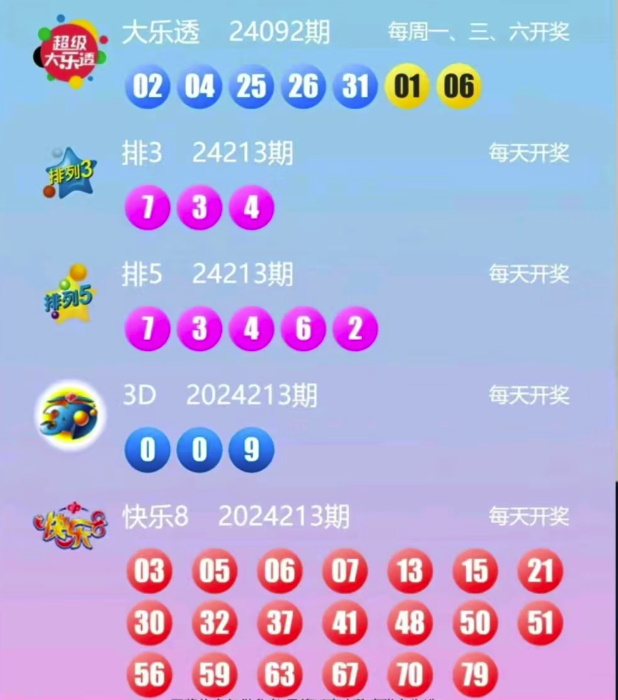 超级
大乐透
大乐透 24092期 每周一、三、六开奖
02 04 25 26 31 01 06
排列3
排3 24213期 每天开奖
7 3 4
排列5
排5 24213期 每天开奖
7 3 4 6 2
3D
3D 2024213期 每天开奖
0 0 9
快乐8 2024213期 每天开奖
03 05 06 07 13 15 21
30 32 37 41 48 50 51
56 59 63 67 70 79